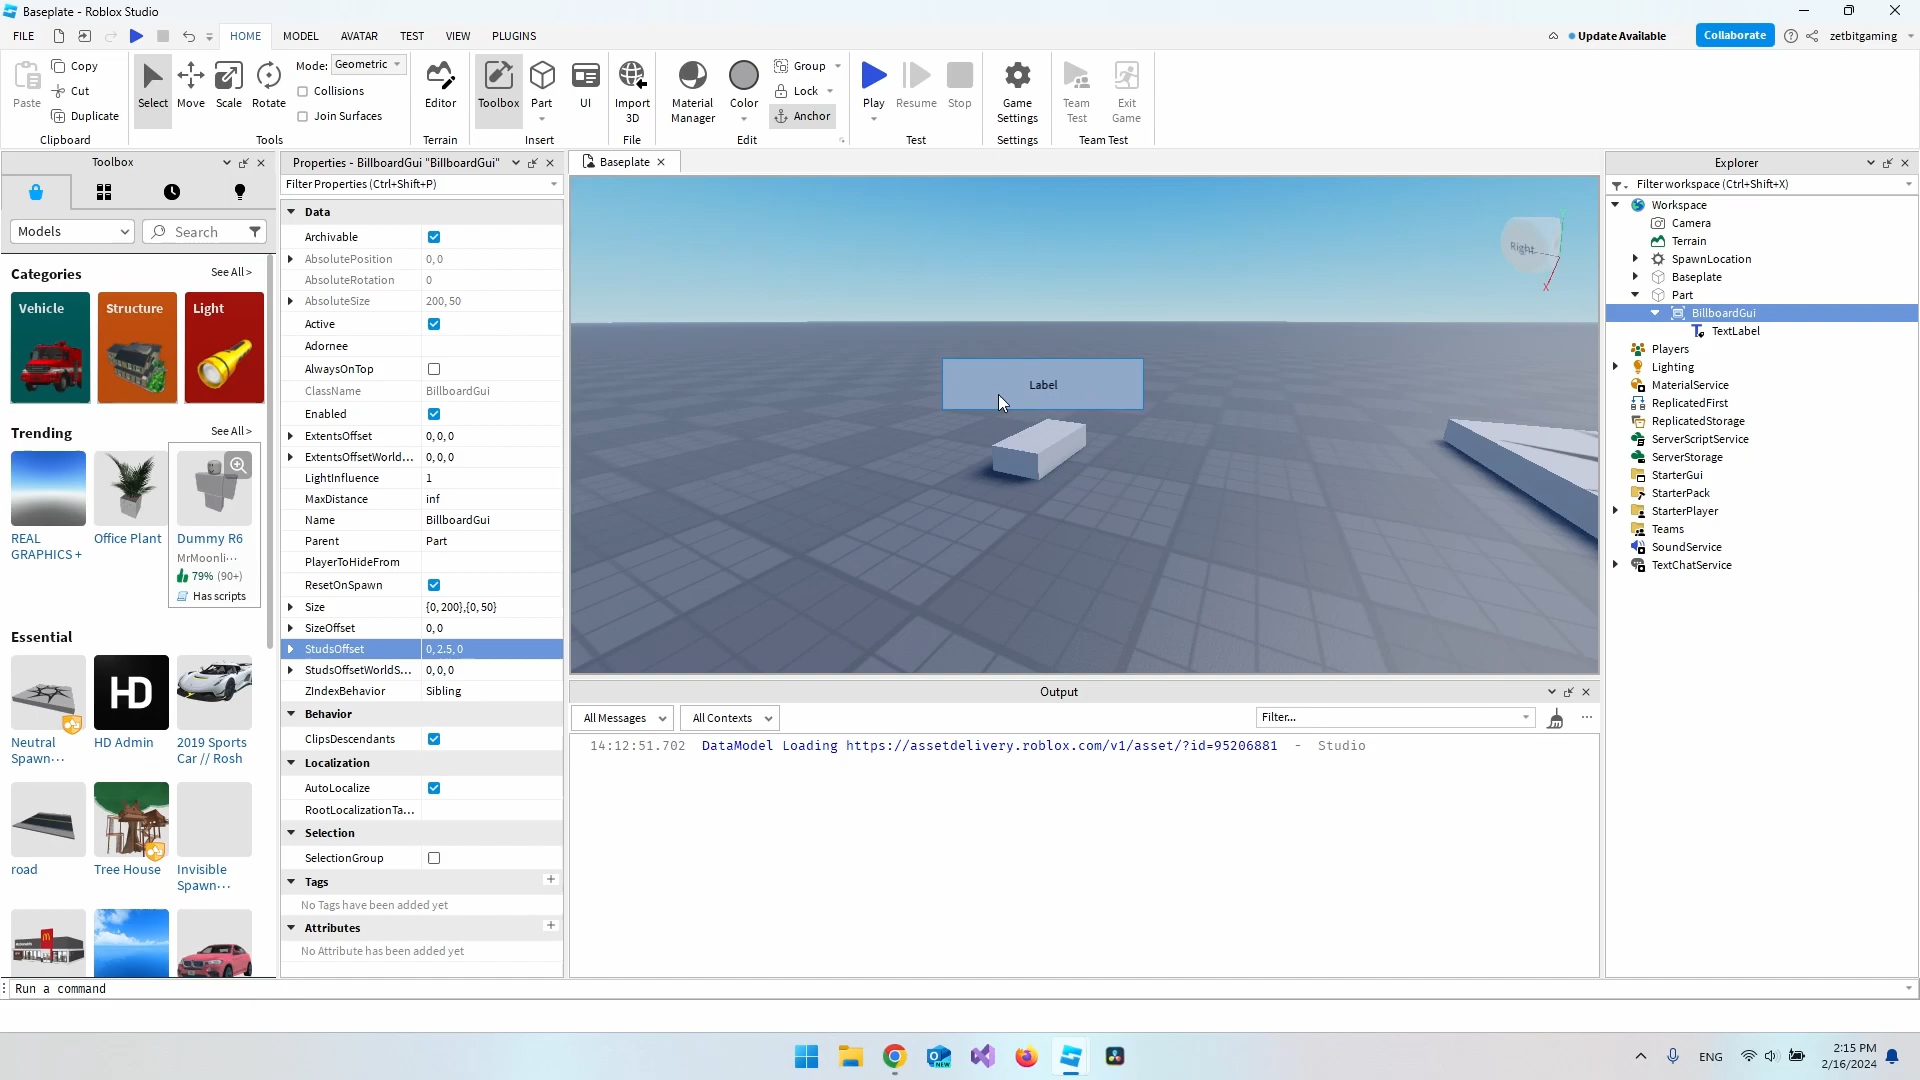 Baseplate - Roblox Studio
FILE HOME MODEL AVATAR TEST VIEW PLUGINS Update Available Collaborate zetbitgaming
Paste
Copy
Cut
Duplicate
Clipboard
Select Move Scale Rotate
Mode: Geometric
Collisions
Join Surfaces
Tools
Editor
Terrain
Toolbox Part UI
Insert
Import
3D
File
Material
Manager
Color
Group
Lock
Anchor
Edit
Play Resume Stop
Test
Game
Settings
Settings
Team
Test
Exit
Game
Team Test
Toolbox
Models
Search
Categories See All >
Vehicle Structure Light
Trending See All >
REAL
GRAPHICS +
Office Plant
Dummy R6
MrMoonli···
79% (90+)
Has scripts
Essential
HD
Neutral
Spawn···
HD Admin
2019 Sports
Car // Rosh
road
Tree House
Invisible
Spawn···
Properties - BillboardGui "BillboardGui"
Filter Properties (Ctrl+Shift+P)
Data
Archivable
AbsolutePosition 0, 0
AbsoluteRotation 0
AbsoluteSize 200, 50
Active
Adornee
AlwaysOnTop
ClassName BillboardGui
Enabled
ExtentsOffset 0, 0, 0
ExtentsOffsetWorld... 0, 0, 0
LightInfluence 1
MaxDistance inf
Name BillboardGui
Parent Part
PlayerToHideFrom
ResetOnSpawn
Size {0, 200},{0, 50}
SizeOffset 0, 0
StudsOffset 0, 2.5, 0
StudsOffsetWorldS... 0, 0, 0
ZIndexBehavior Sibling
Behavior
ClipsDescendants
Localization
AutoLocalize
RootLocalizationTa...
Selection
SelectionGroup
Tags
No Tags have been added yet
Attributes
No Attribute has been added yet
Baseplate
Right
X
Label
Output
All Messages All Contexts Filter...
14:12:51.702 DataModel Loading https://assetdelivery.roblox.com/v1/asset/?id=95206881 - Studio
Explorer
Filter workspace (Ctrl+Shift+X)
Workspace
Camera
Terrain
SpawnLocation
Baseplate
Part
BillboardGui
TextLabel
Players
Lighting
MaterialService
ReplicatedFirst
ReplicatedStorage
ServerScriptService
ServerStorage
StarterGui
StarterPack
StarterPlayer
Teams
SoundService
TextChatService
Run a command
NEW
ENG
2:15 PM
2/16/2024